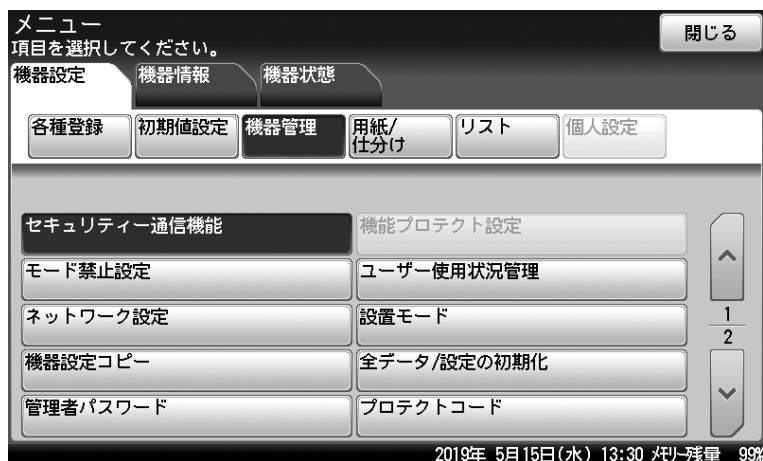 メニュー
項目を選択してください。
閉じる
機器設定 機器情報 機器状態
各種登録 初期値設定 機器管理 用紙/ リスト 個人設定
仕分け
セキュリティー通信機能 機能プロテクト設定
モード禁止設定 ユーザー使用状況管理
ネットワーク設定 設置モード
1
2
機器設定コピー 全データ/設定の初期化
管理者パスワード プロテクトコード
2019年 5月15日(水) 13:30 メモリー残量 99%